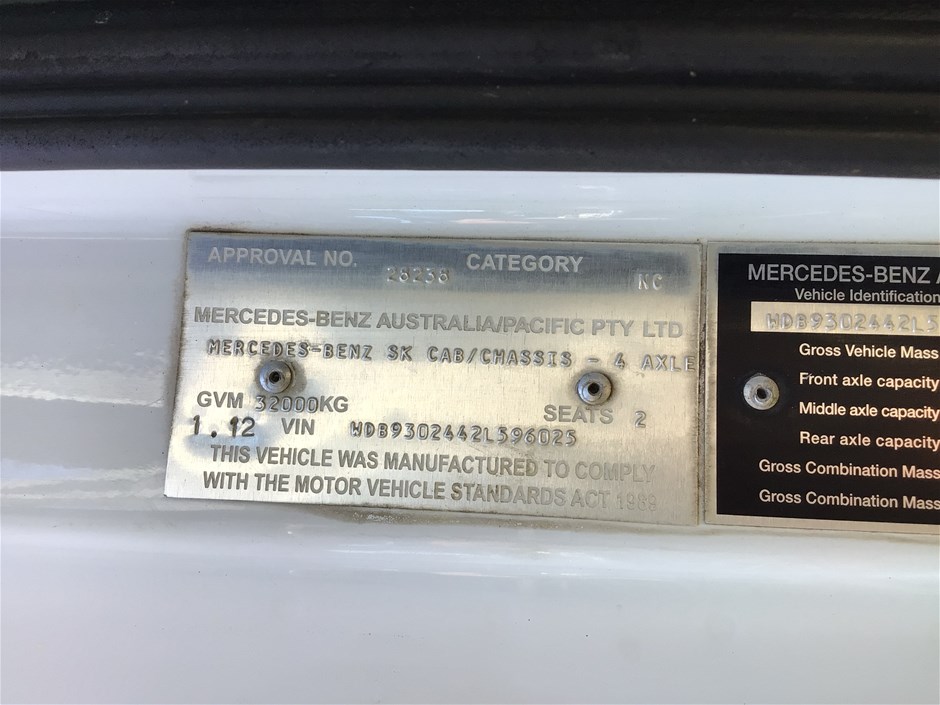 APPROVAL NO. 28238 CATEGORY NC
MERCEDES-BENZ AUSTRALIA/PACIFIC PTY LTD
MERCEDES-BENZ SK CAB/CHASSIS - 4 AXLE
GVM 32000KG SEATS 2
1.12 VIN WDB9302442L596025
THIS VEHICLE WAS MANUFACTURED TO COMPLY
WITH THE MOTOR VEHICLE STANDARDS ACT 1989
MERCEDES-BENZ A
Vehicle Identification
WDB9302442L5
Gross Vehicle Mass
Front axle capacity
Middle axle capacity
Rear axle capacity
Gross Combination Mass
Gross Combination Mass